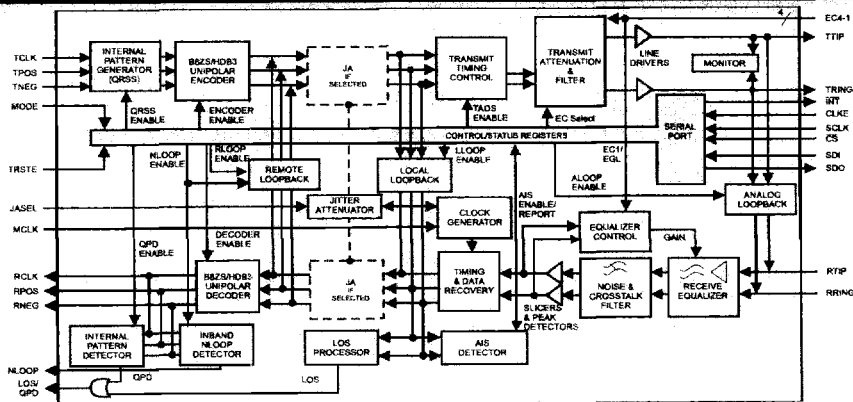 4
EC4-1
TCLK
TPOS
TNEG
MODE
TRSTE
JASEL
MCLK
RCLK
RPOS
RNEG
NLOOP
LOS/
QPD
INTERNAL
PATTERN
GENERATOR
(QRSS)
B8ZS/HDB3
UNIPOLAR
ENCODER
JA
IF
SELECTED
TRANSMIT
TIMING
CONTROL
TRANSMIT
ATTENUATION
&
FILTER
LINE
DRIVERS
MONITOR
TTIP
TRING
INT
CLKE
SCLK
CS
SDI
SDO
SERIAL
PORT
QRSS
ENABLE
ENCODER
ENABLE
TAOS
ENABLE
EC Select
CONTROL/STATUS REGISTERS
NLOOP
ENABLE
RLOOP
ENABLE
REMOTE
LOOPBACK
LOCAL
LOOPBACK
LLOOP
ENABLE
AIS
ENABLE/
REPORT
ALOOP
ENABLE
EC1/
EGL
ANALOG
LOOPBACK
JITTER
ATTENUATOR
CLOCK
GENERATOR
EQUALIZER
CONTROL
GAIN
QPD
ENABLE
DECODER
ENABLE
B8ZS/HDB3
UNIPOLAR
DECODER
JA
IF
SELECTED
TIMING
& DATA
RECOVERY
SLICERS
& PEAK
DETECTORS
NOISE &
CROSSTALK
FILTER
RECEIVE
EQUALIZER
RTIP
RRING
INTERNAL
PATTERN
DETECTOR
INBAND
NLOOP
DETECTOR
LOS
PROCESSOR
AIS
DETECTOR
QPD
LOS